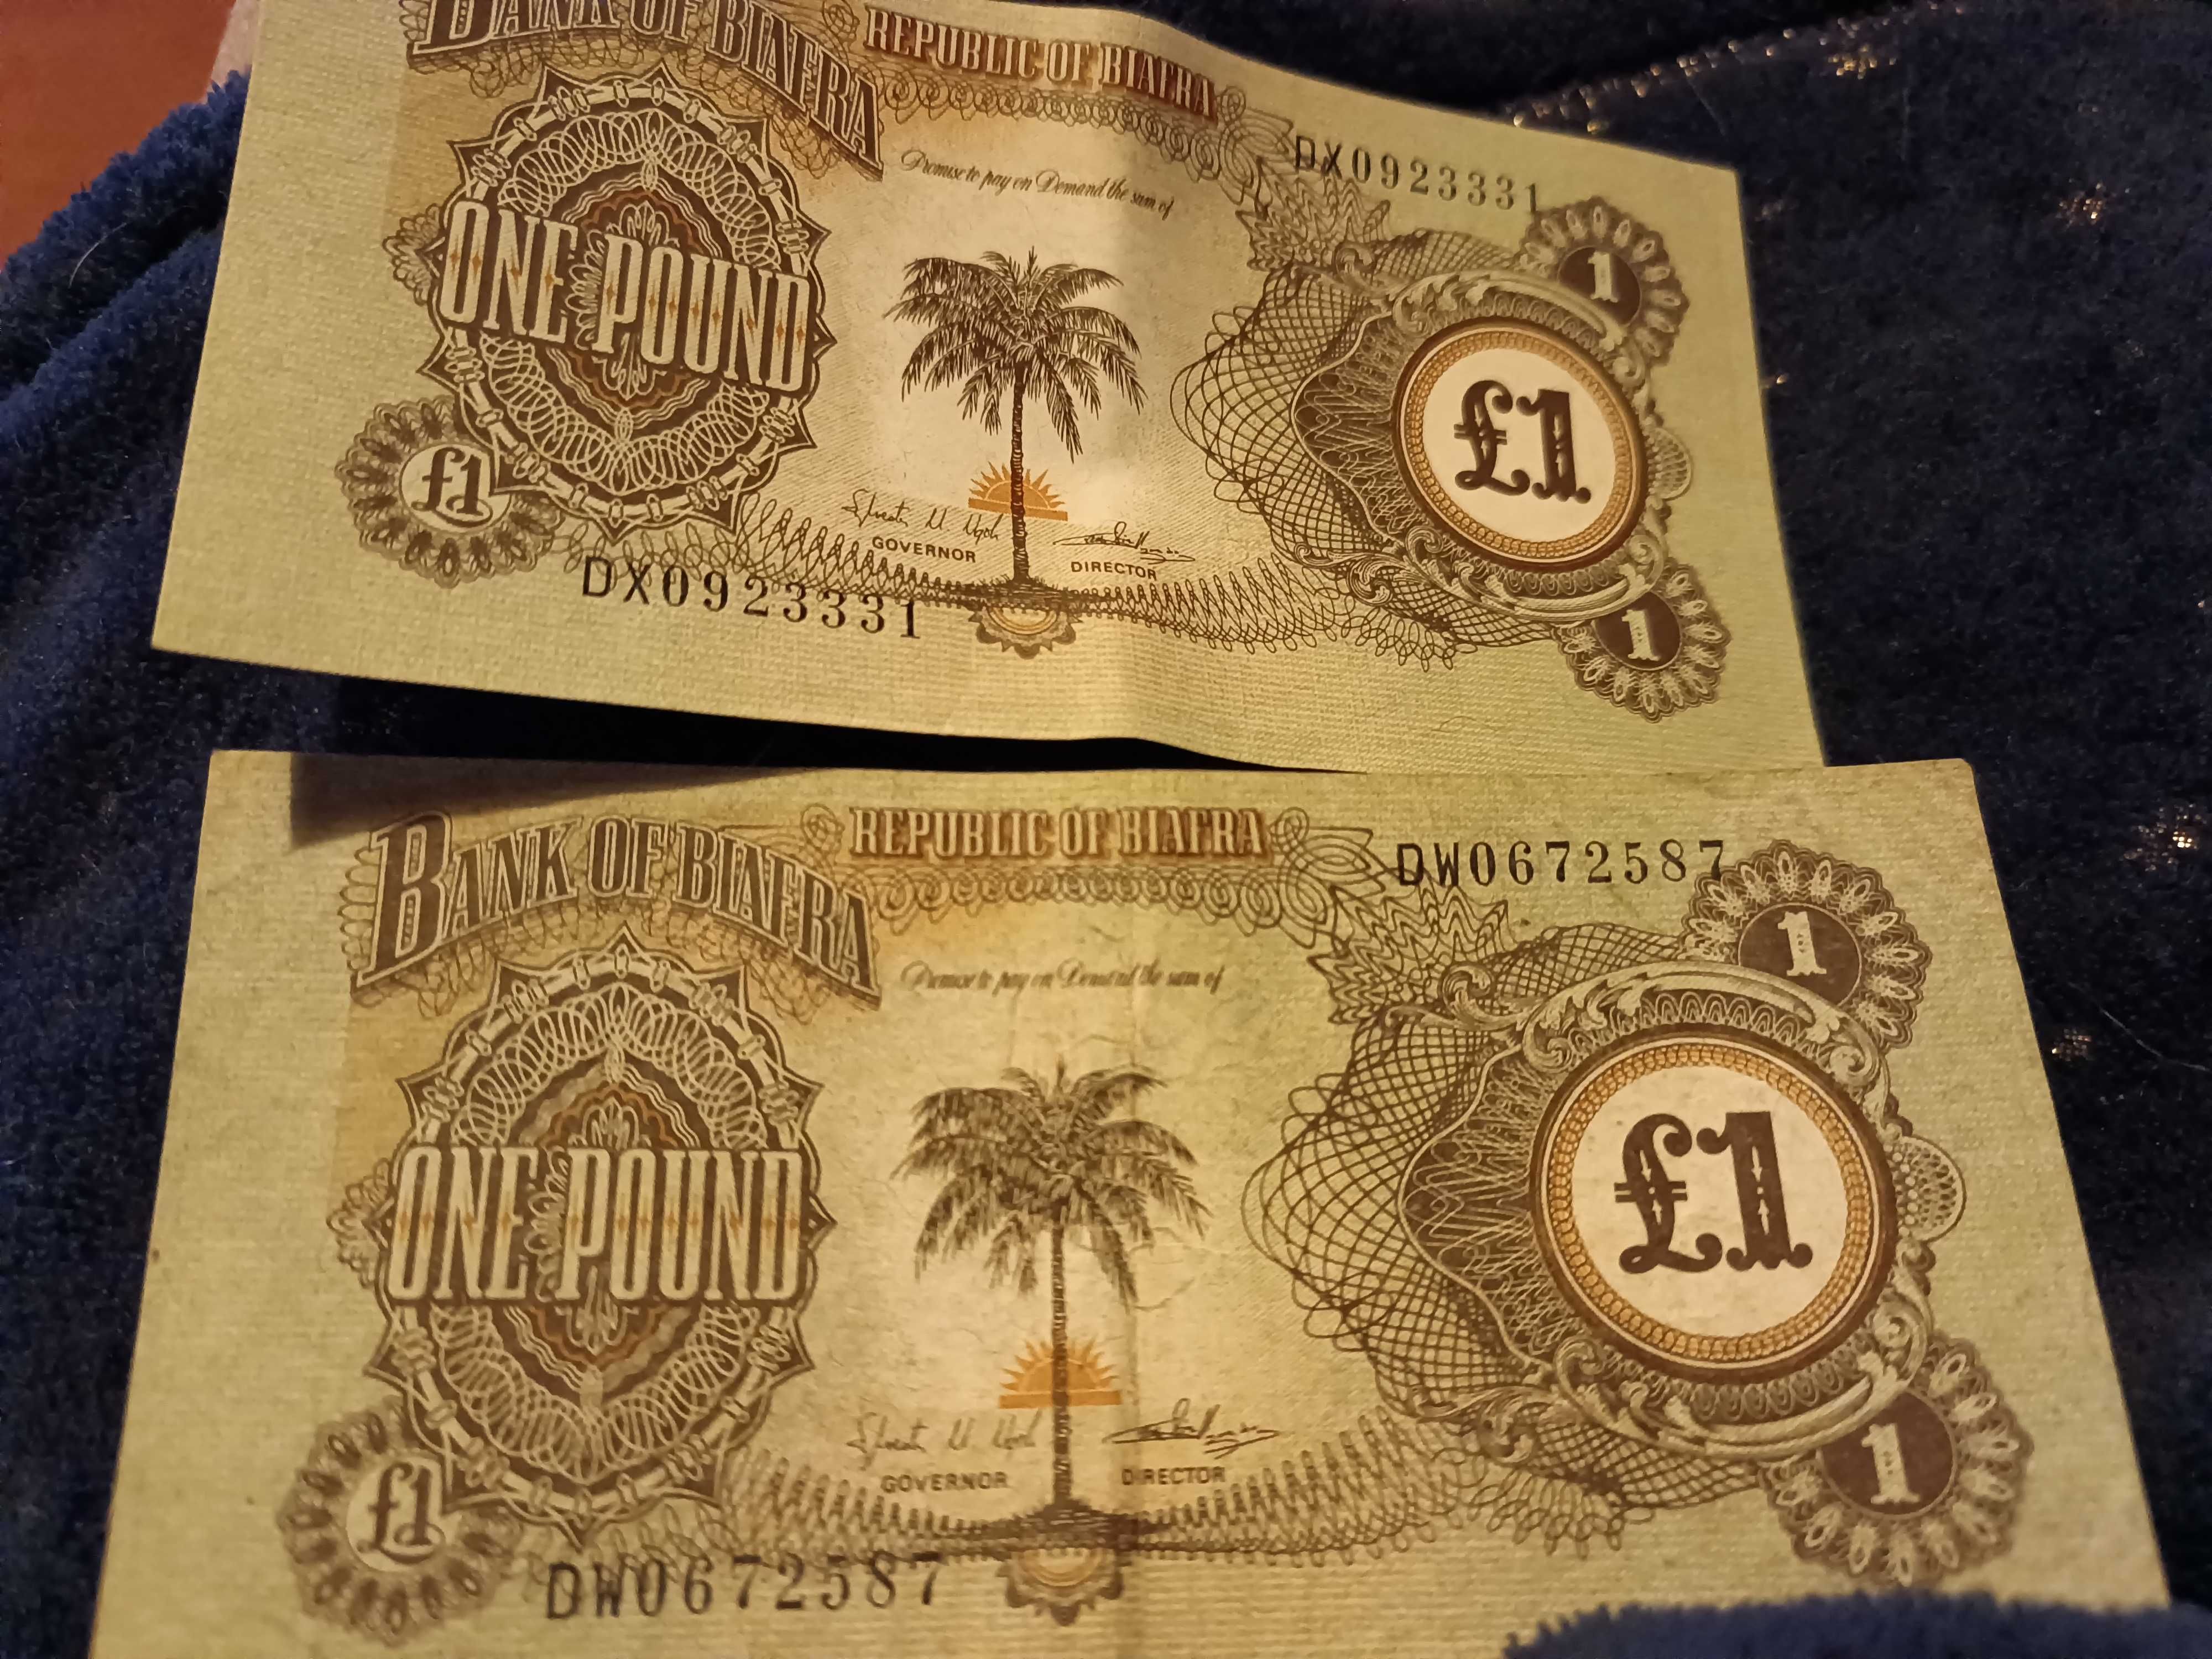 BANK OF BIAFRA
REPUBLIC OF BIAFRA
DX0923331
Promise to pay on Demand the sum of
1
ONE POUND
£1
£1
GOVERNOR
DIRECTOR
DX0923331
1
BANK OF BIAFRA
REPUBLIC OF BIAFRA
DW0672587
1
Promise to pay on Demand the sum of
ONE POUND
£1
GOVERNOR
DIRECTOR
£1
1
DW0672587